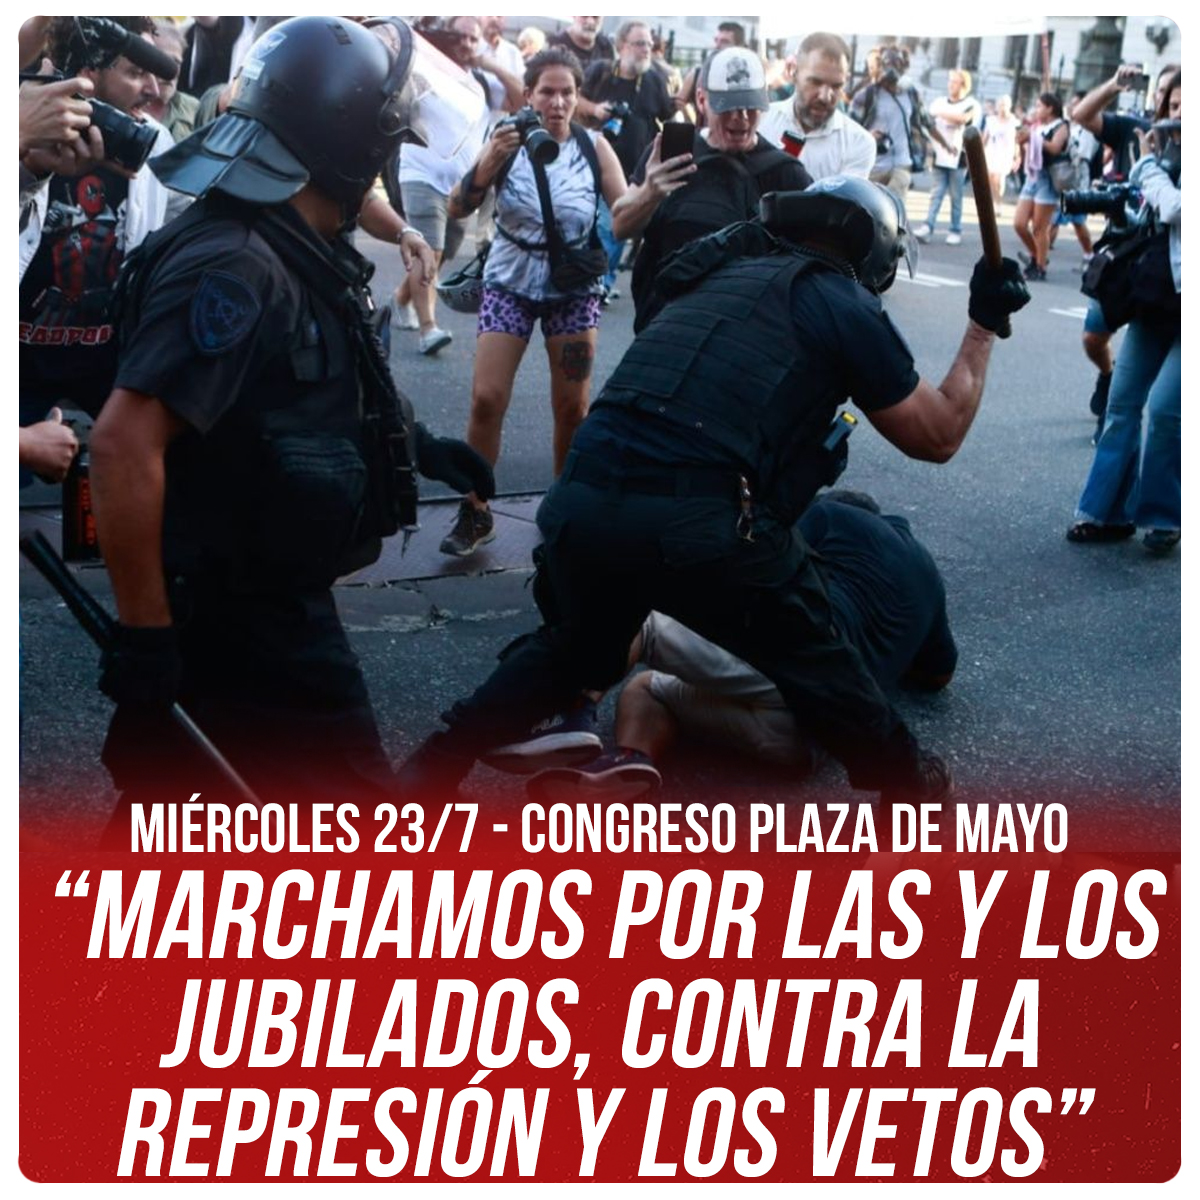 MIÉRCOLES 23/7 - CONGRESO PLAZA DE MAYO
“MARCHAMOS POR LAS Y LOS
JUBILADOS, CONTRA LA
REPRESIÓN Y LOS VETOS”